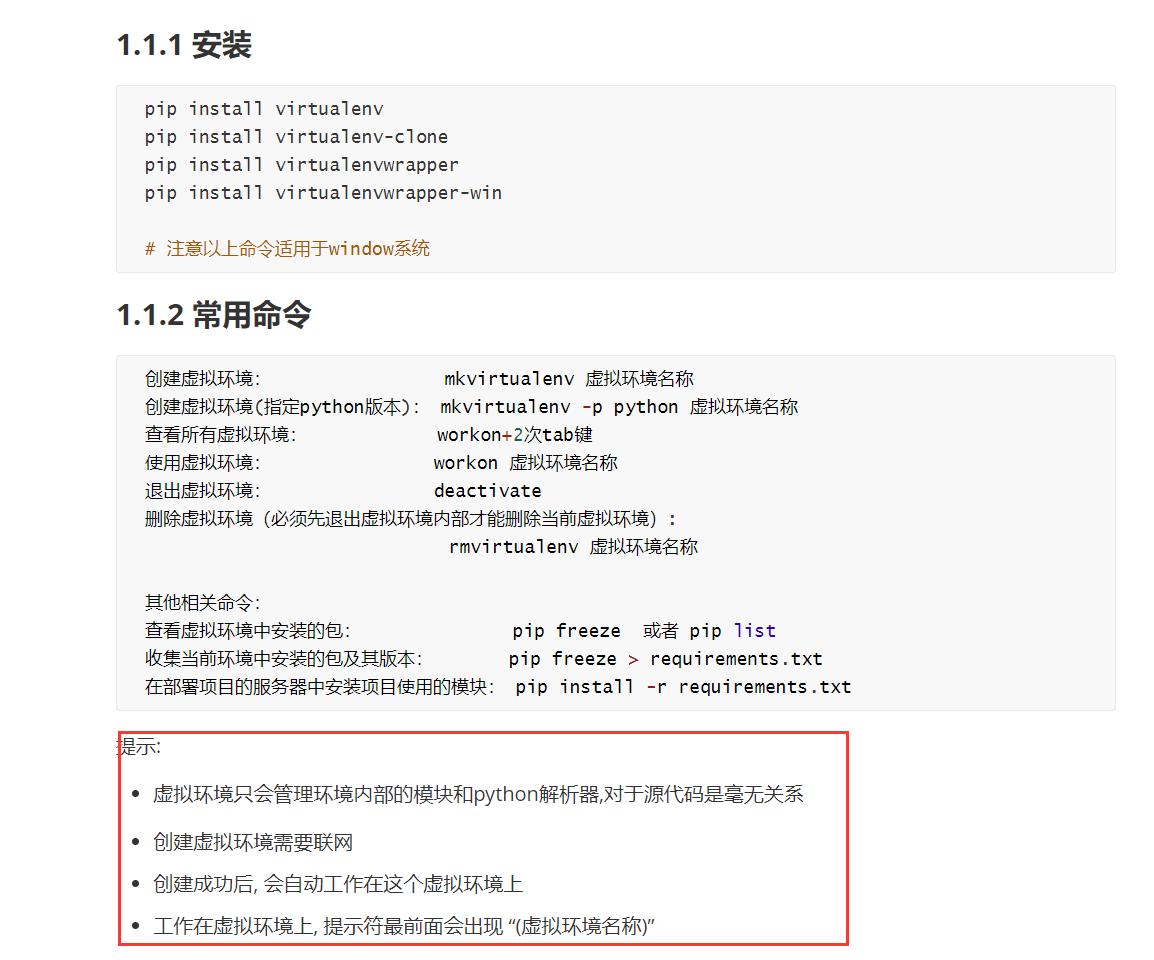 1.1.1 安装
pip install virtualenv
pip install virtualenv-clone
pip install virtualenvwrapper
pip install virtualenvwrapper-win
# 注意以上命令适用于window系统
1.1.2 常用命令
创建虚拟环境: mkvirtualenv 虚拟环境名称
创建虚拟环境(指定python版本): mkvirtualenv -p python 虚拟环境名称
查看所有虚拟环境: workon+2次tab键
使用虚拟环境: workon 虚拟环境名称
退出虚拟环境: deactivate
删除虚拟环境（必须先退出虚拟环境内部才能删除当前虚拟环境）:
rmvirtualenv 虚拟环境名称
其他相关命令:
查看虚拟环境中安装的包: pip freeze 或者 pip list
收集当前环境中安装的包及其版本: pip freeze > requirements.txt
在部署项目的服务器中安装项目使用的模块: pip install -r requirements.txt
提示:
• 虚拟环境只会管理环境内部的模块和python解析器,对于源代码是毫无关系
• 创建虚拟环境需要联网
• 创建成功后, 会自动工作在这个虚拟环境上
• 工作在虚拟环境上, 提示符最前面会出现 “(虚拟环境名称)”